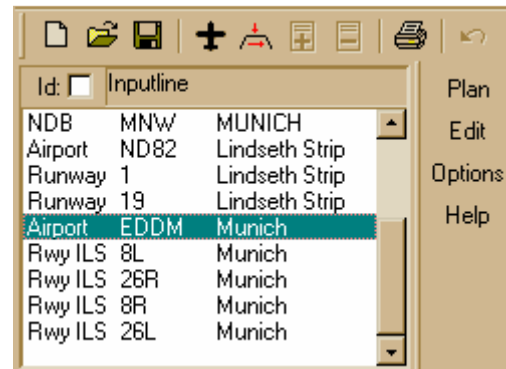 Id: Inputline
NDB MNW MUNICH
Airport ND82 Lindseth Strip
Runway 1 Lindseth Strip
Runway 19 Lindseth Strip
Airport EDDM Munich
Rwy ILS 8L Munich
Rwy ILS 26R Munich
Rwy ILS 8R Munich
Rwy ILS 26L Munich
Plan
Edit
Options
Help